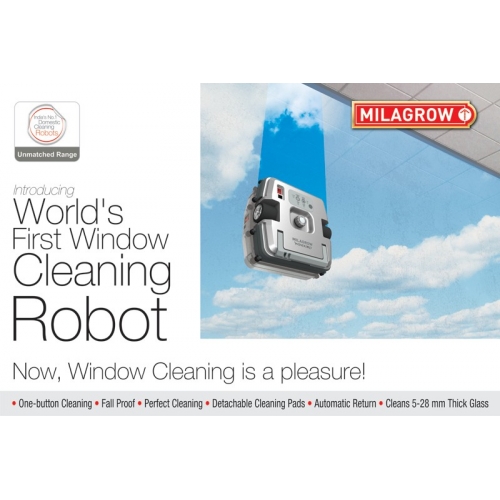 India's No.1
Domestic
Cleaning
Robots
Unmatched Range
MILAGROW
Introducing
World's
First Window
Cleaning
Robot
MILAGROW
Now, Window Cleaning is a pleasure!
• One-button Cleaning • Fall Proof • Perfect Cleaning • Detachable Cleaning Pads • Automatic Return • Cleans 5-28 mm Thick Glass